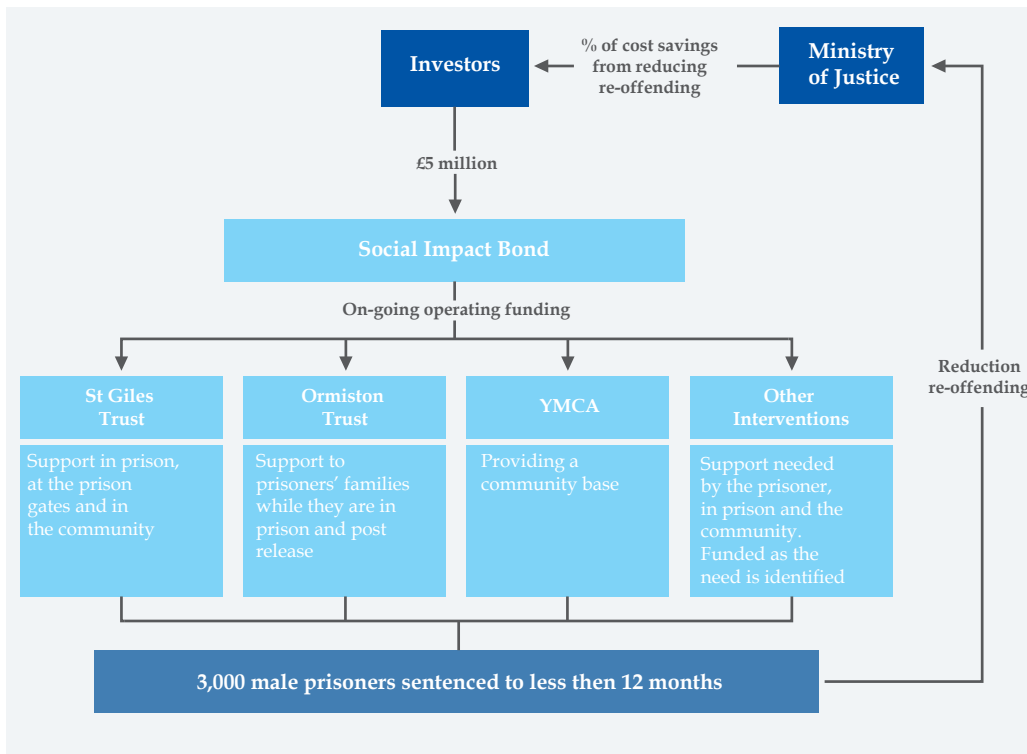 Investors
% of cost savings
from reducing
re-offending
Ministry
of Justice
£5 million
Social Impact Bond
On-going operating funding
Reduction
re-offending
St Giles
Trust
Support in prison,
at the prison
gates and in
the community
Ormiston
Trust
Support to
prisoners’ families
while they are in
prison and post
release
YMCA
Providing a
community base
Other
Interventions
Support needed
by the prisoner,
in prison and the
community.
Funded as the
need is identified
3,000 male prisoners sentenced to less then 12 months